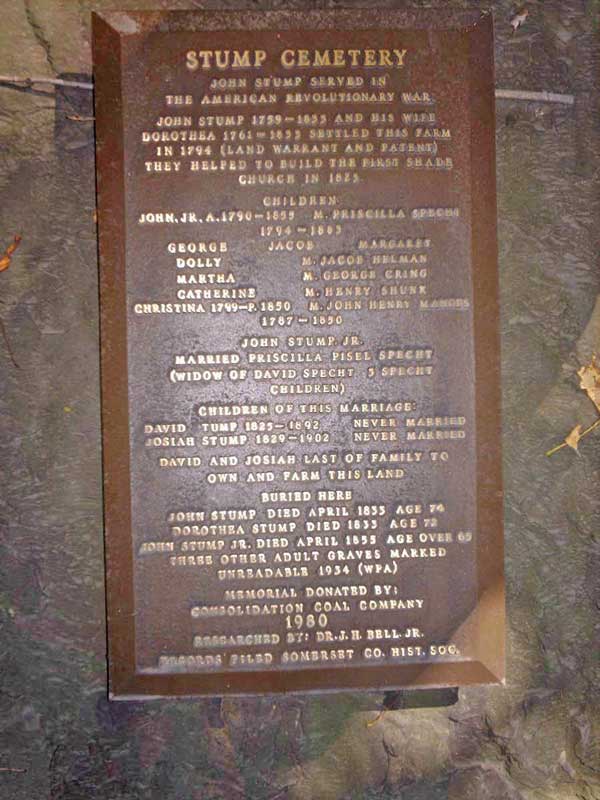 STUMP CEMETERY
JOHN STUMP SERVED IN
THE AMERICAN REVOLUTIONARY WAR
JOHN STUMP 1759-1833 AND HIS WIFE
DOROTHEA 1761-1833 SETTLED THIS FARM
IN 1794 (LAND WARRANT AND PATENT)
THEY HELPED TO BUILD THE FIRST SHADE
CHURCH IN 1823.
CHILDREN
JOHN, JR, A. 1790-1855 M. PRISCILLA SPECHT
1794-1883
GEORGE JACOB MARGARET
DOLLY M. JACOB HELMAN
MARTHA M. GEORGE CRING
CATHERINE M. HENRY SHUNK
CHRISTINA 1799-P. 1850 M. JOHN HENRY
1787-1850
JOHN STUMP, JR.
MARRIED PRISCILLA PISEL SPECHT
(WIDOW OF DAVID SPECHT 5 SPECHT
CHILDREN)
CHILDREN OF THIS MARRIAGE:
DAVID TUMP 1825-1892 NEVER MARRIED
JOSIAH STUMP 1829-1902 NEVER MARRIED
DAVID AND JOSIAH LAST OF FAMILY TO
OWN AND FARM THIS LAND
BURIED HERE
JOHN STUMP DIED APRIL 1833 AGE 74
DOROTHEA STUMP DIED 1833 AGE 72
JOHN STUMP JR. DIED APRIL 1855 AGE OVER 65
THREE OTHER ADULT GRAVES MARKED
UNREADABLE 1934 (WPA)
MEMORIAL DONATED BY:
CONSOLIDATION COAL COMPANY
1980
RESEARCHED BY: DR. J. H. BELL. JR.
RECORDS FILED SOMERSET CO. HIST. SOC.